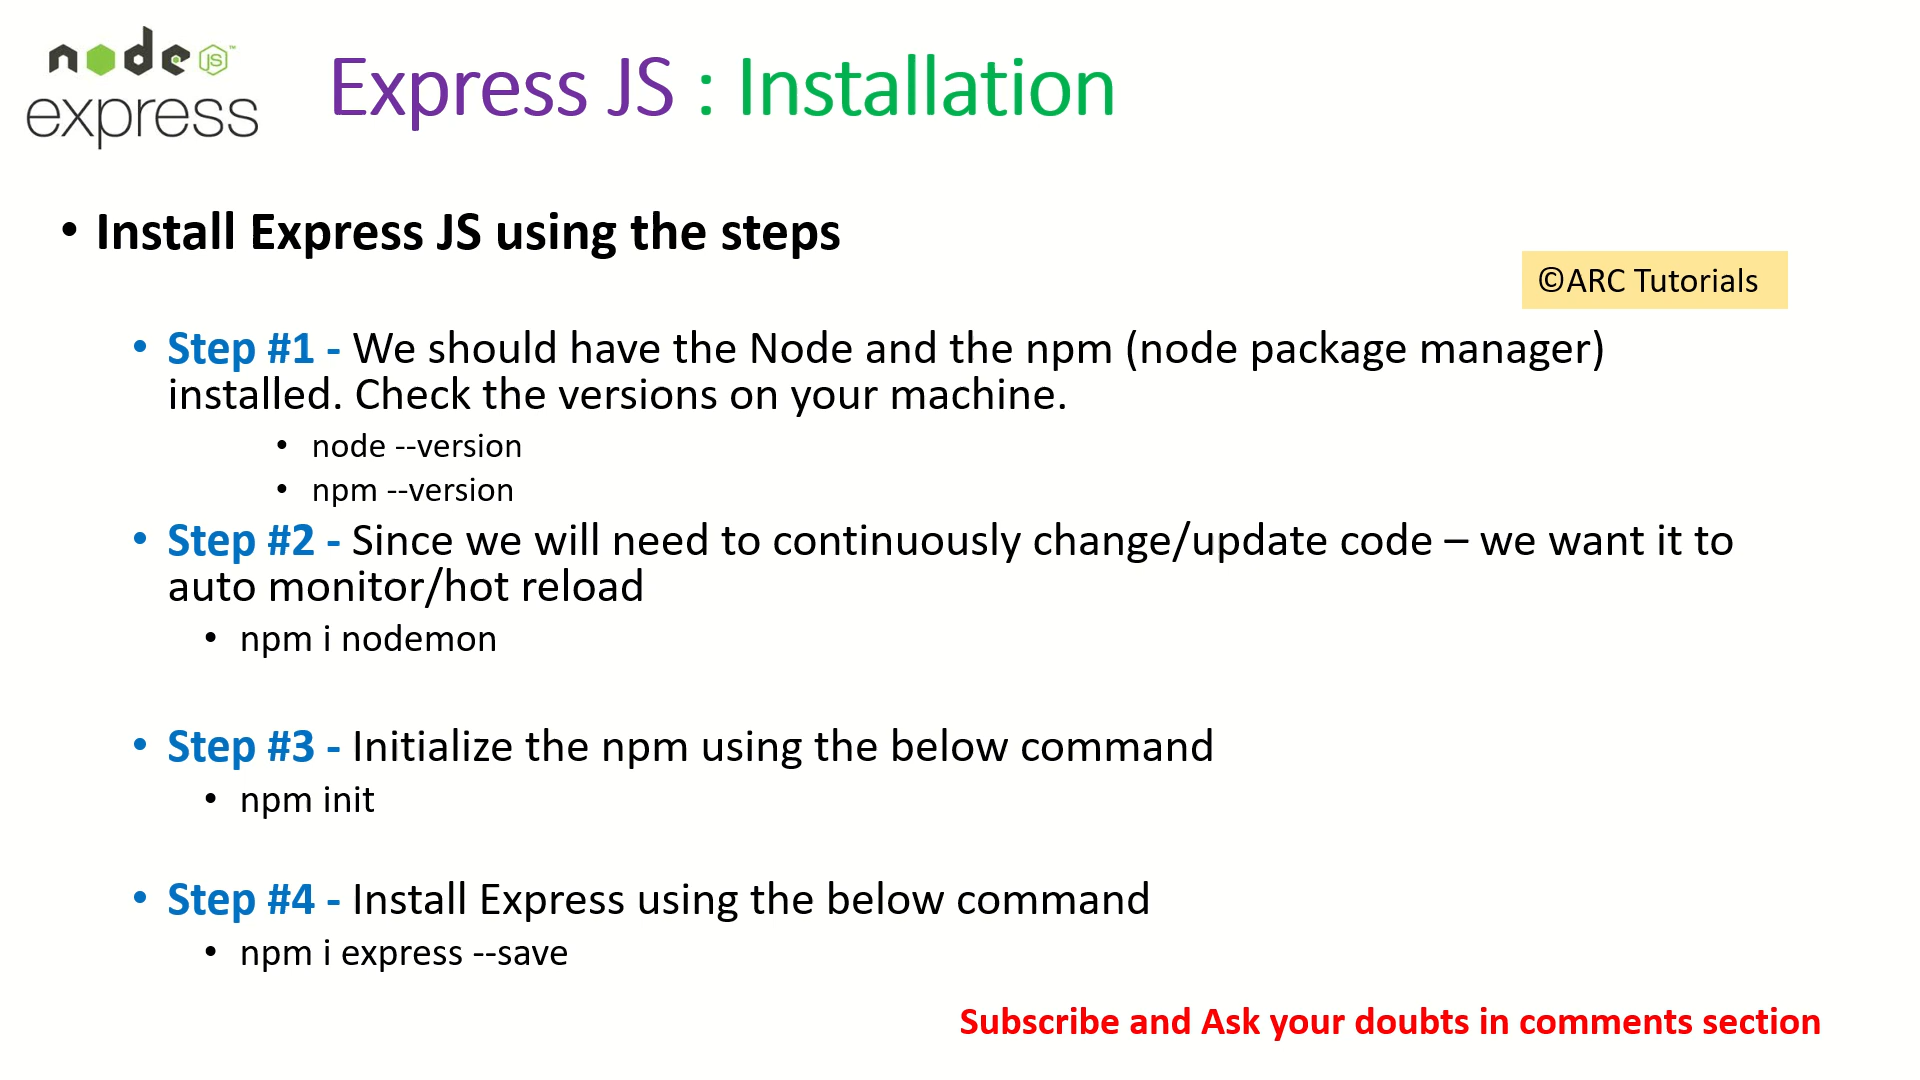 node JS ™
express
Express JS : Installation
• Install Express JS using the steps
©ARC Tutorials
• Step #1 - We should have the Node and the npm (node package manager)
installed. Check the versions on your machine.
• node --version
• npm --version
• Step #2 - Since we will need to continuously change/update code – we want it to
auto monitor/hot reload
• npm i nodemon
• Step #3 - Initialize the npm using the below command
• npm init
• Step #4 - Install Express using the below command
• npm i express --save
Subscribe and Ask your doubts in comments section